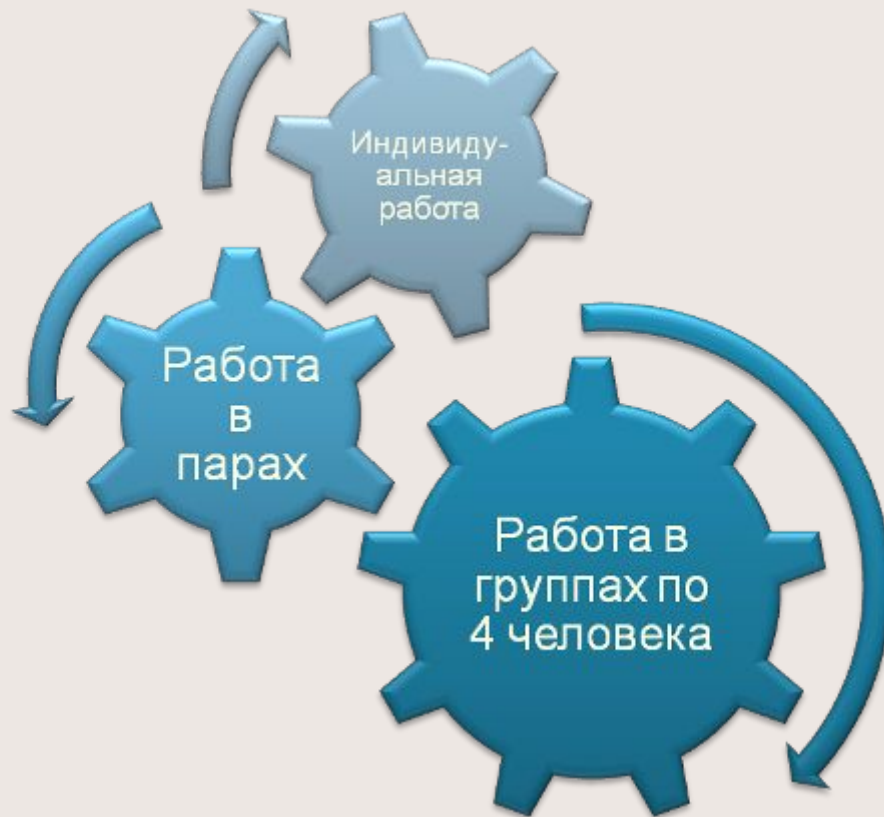 Индивиду-
альная
работа
Работа
в
парах
Работа в
группах по
4 человека